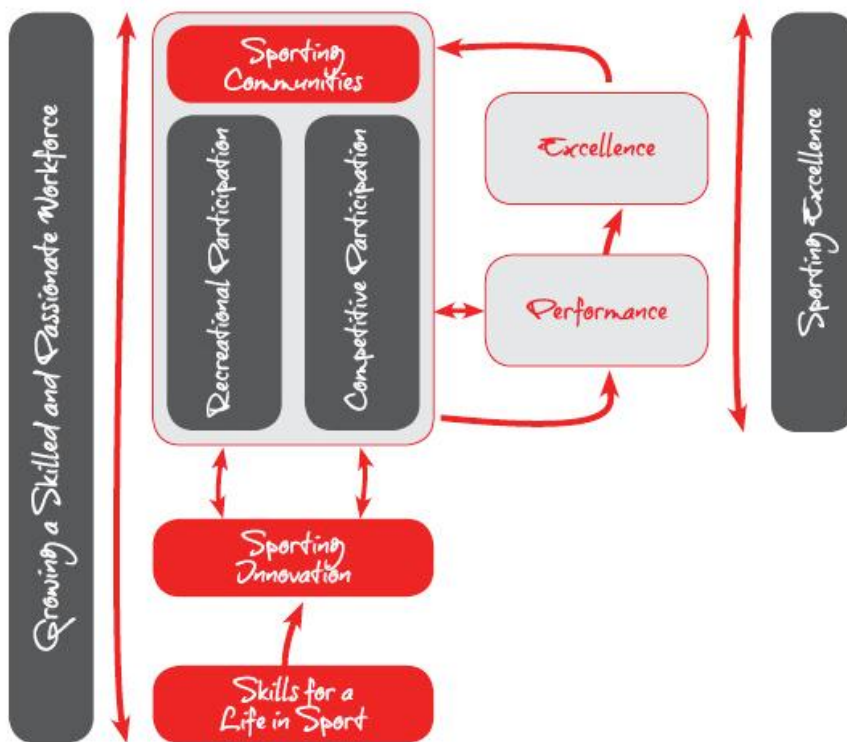 Growing a Skilled and Passionate Workforce
Sporting
Communities
Recreational Participation
Competitive Participation
Excellence
Performance
Sporting Excellence
Sporting
Innovation
Skills for a
Life in Sport